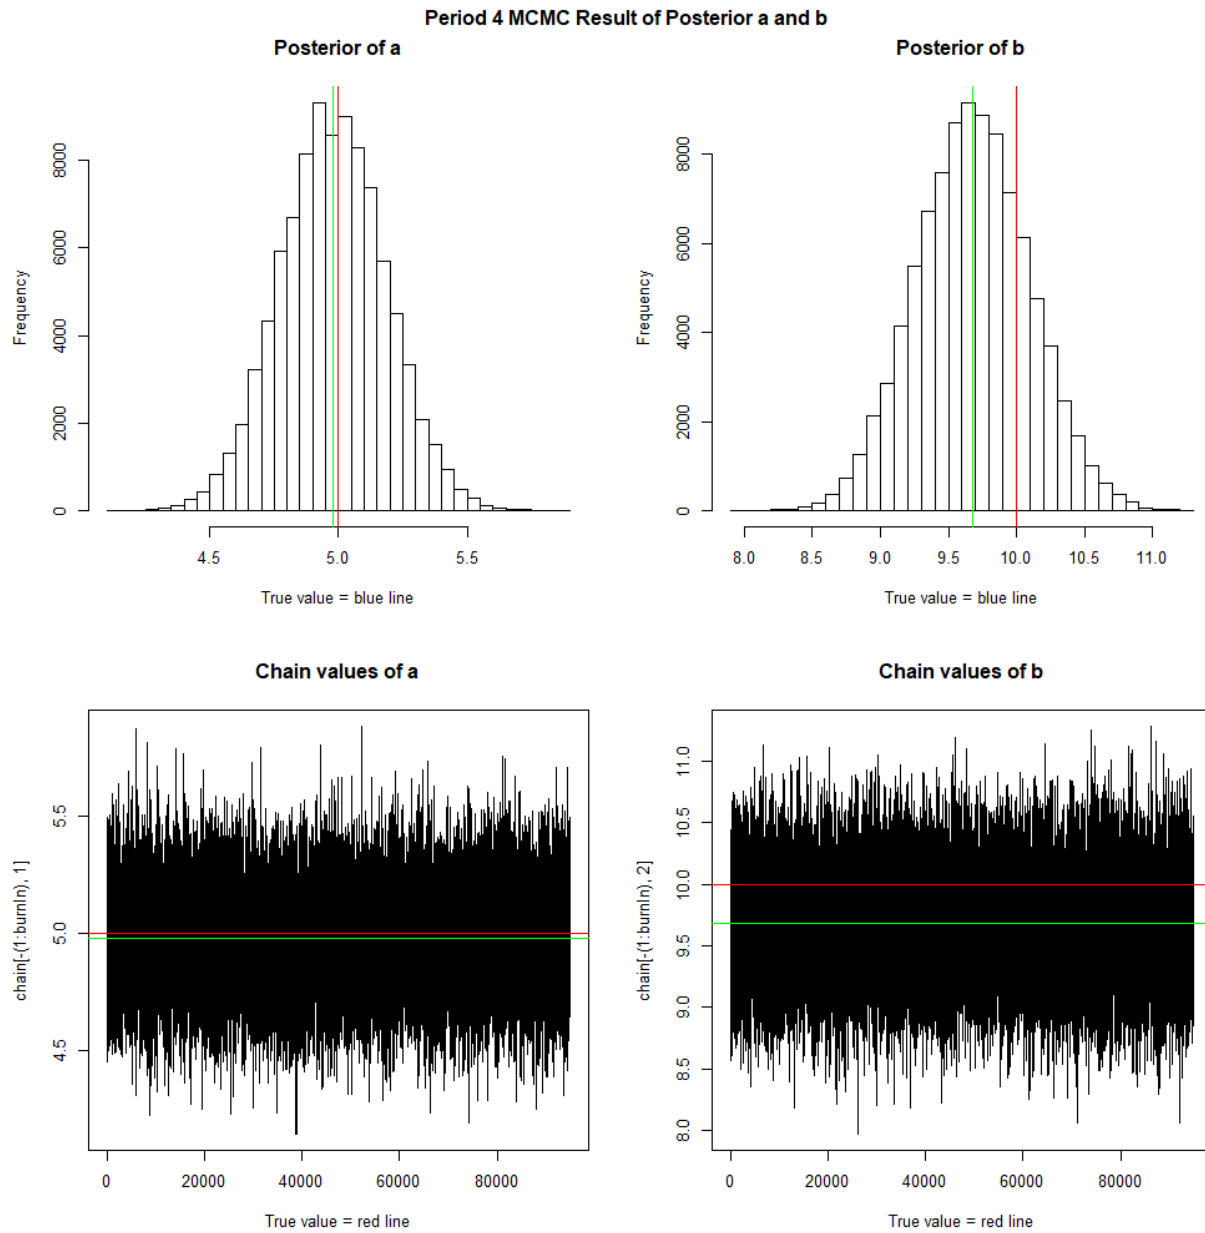 Period 4 MCMC Result of Posterior a and b
Posterior of a
Frequency
8000
6000
4000
2000
0
4.5 5.0 5.5
True value = blue line
Posterior of b
Frequency
8000
6000
4000
2000
0
8.0 8.5 9.0 9.5 10.0 10.5 11.0
True value = blue line
Chain values of a
chain[-(1:burnIn), 1]
5.5
5.0
4.5
0 20000 40000 60000 80000
True value = red line
Chain values of b
chain[-(1:burnIn), 2]
11.0
10.5
10.0
9.5
9.0
8.5
8.0
0 20000 40000 60000 80000
True value = red line